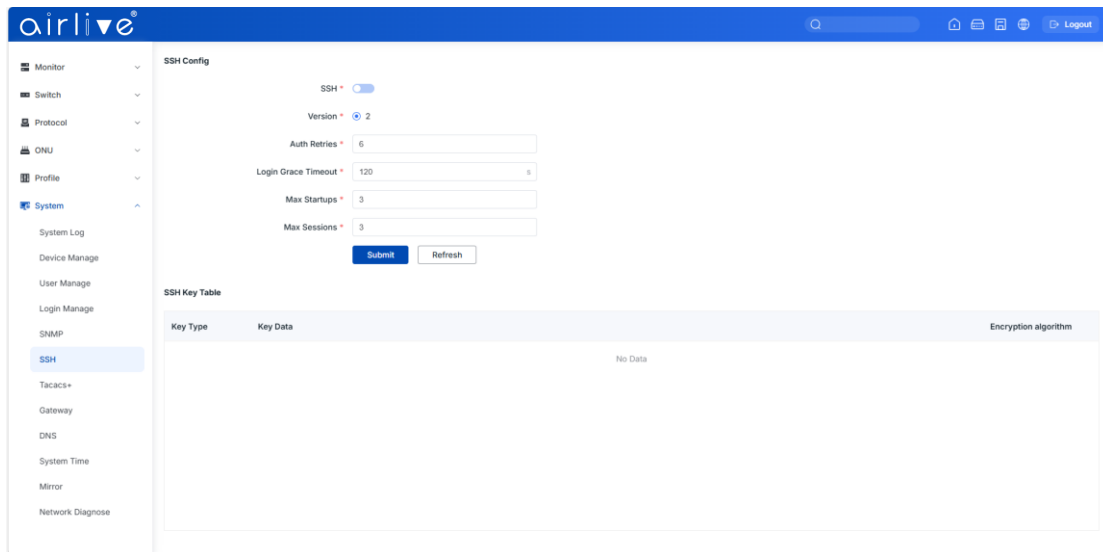 airlive®
Logout
Monitor
Switch
Protocol
ONU
Profile
System
System Log
Device Manage
User Manage
Login Manage
SNMP
SSH
Tacacs+
Gateway
DNS
System Time
Mirror
Network Diagnose
SSH Config
SSH *
Version * 2
Auth Retries * 6
Login Grace Timeout * 120 s
Max Startups * 3
Max Sessions * 3
Submit Refresh
SSH Key Table
Key Type Key Data Encryption algorithm
No Data